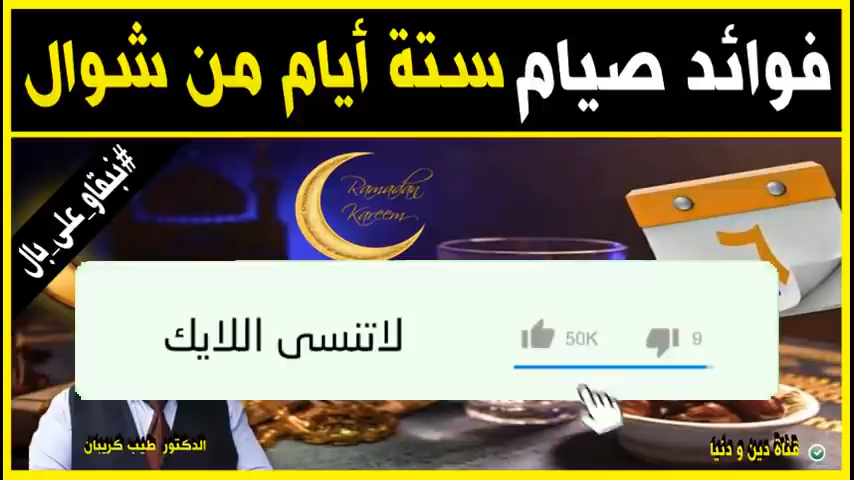 فوائد صيام ستة أيام من شوال
#نبقاو_على_بال
Ramadan
Kareem
٦
لاتنسى اللايك
50K
9
الدكتور طيب كريبان
قناة دين و دنيا